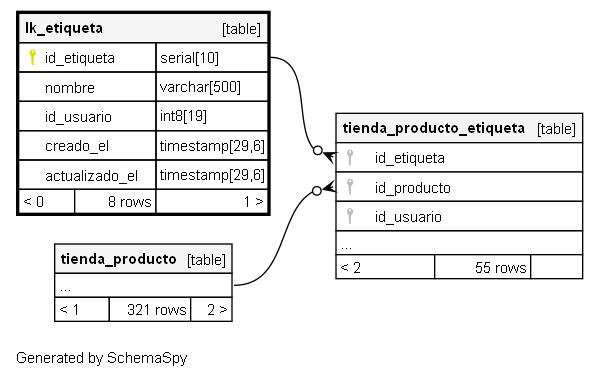 lk_etiqueta [table]
id_etiqueta serial[10]
nombre varchar[500]
id_usuario int8[19]
creado_el timestamp[29,6]
actualizado_el timestamp[29,6]
< 0 8 rows 1 >
tienda_producto_etiqueta [table]
id_etiqueta
id_producto
id_usuario
...
< 2 55 rows
tienda_producto [table]
...
< 1 321 rows 2 >
Generated by SchemaSpy